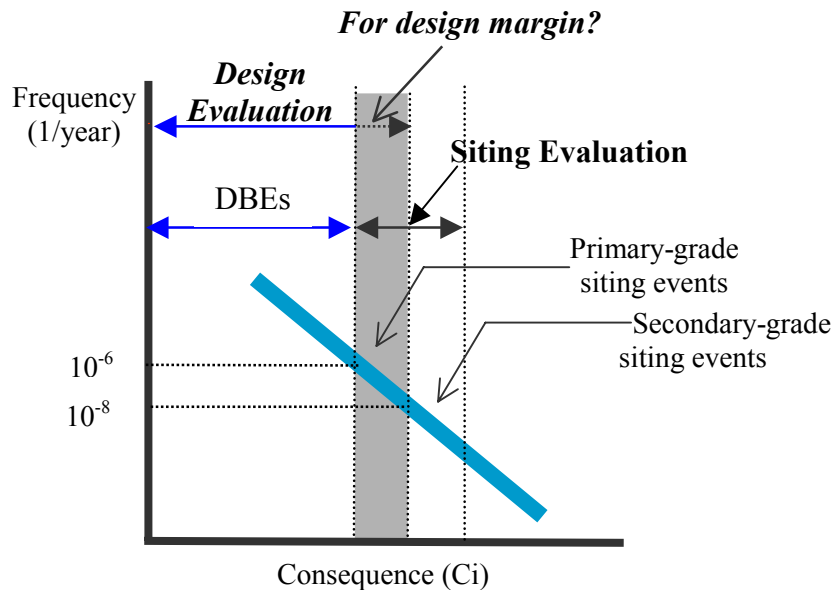 For design margin?
Design
Evaluation
Frequency
(1/year)
Siting Evaluation
DBEs
Primary-grade
siting events
Secondary-grade
siting events
10⁻⁶
10⁻⁸
Consequence (Ci)